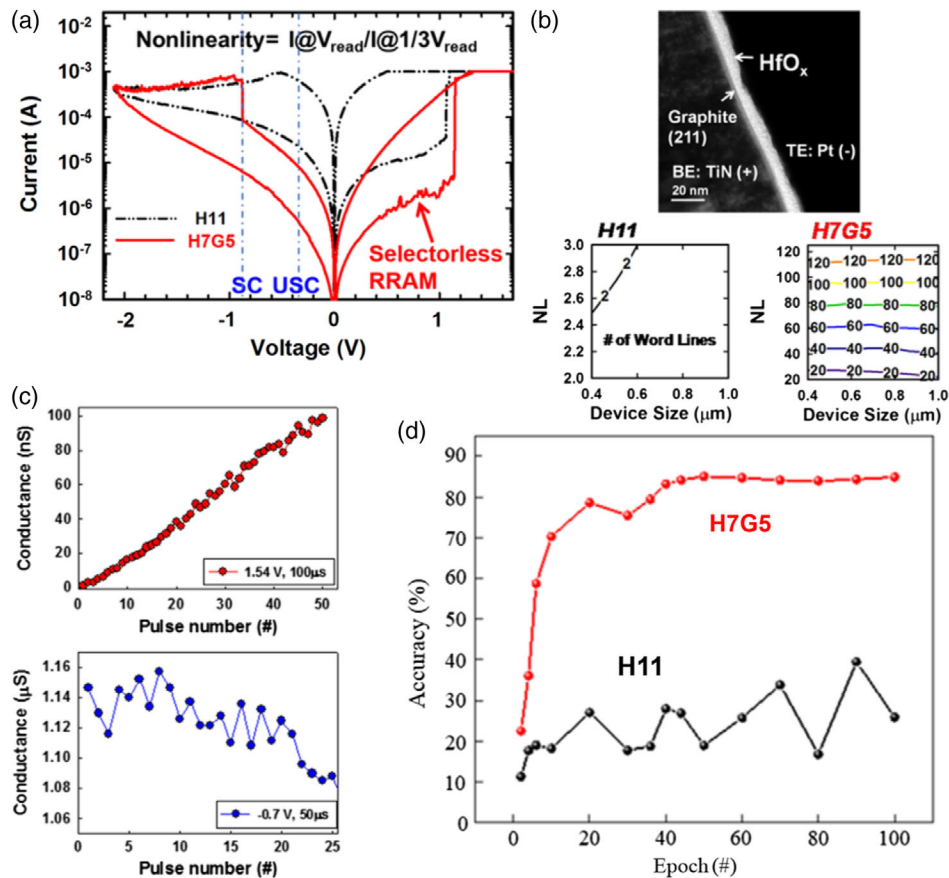 (a)
Nonlinearity= I@V_read/I@1/3V_read
Current (A)
10⁻²
10⁻³
10⁻⁴
10⁻⁵
10⁻⁶
10⁻⁷
10⁻⁸
H11
H7G5
SC
USC
Selectorless
RRAM
-2
-1
0
1
Voltage (V)
(b)
HfOₓ
Graphite
(211)
TE: Pt (-)
BE: TiN (+)
20 nm
H11
NL
3.0
2.8
2.6
2.4
2.2
2.0
2
2
# of Word Lines
0.4 0.6 0.8 1.0
Device Size (μm)
H7G5
NL
120
100
80
60
40
20
120 120 120 120
100 100 100 100
80 80 80 80
60 60 60 60
40 40 40 40
20 20 20 20
0.4 0.6 0.8 1.0
Device Size (μm)
(c)
Conductance (nS)
100
80
60
40
20
0
1.54 V, 100μs
0 10 20 30 40 50
Pulse number (#)
Conductance (μS)
1.16
1.14
1.12
1.10
1.08
1.06
-0.7 V, 50μs
0 5 10 15 20 25
Pulse number (#)
(d)
Accuracy (%)
90
80
70
60
50
40
30
20
10
0
H7G5
H11
0 20 40 60 80 100
Epoch (#)